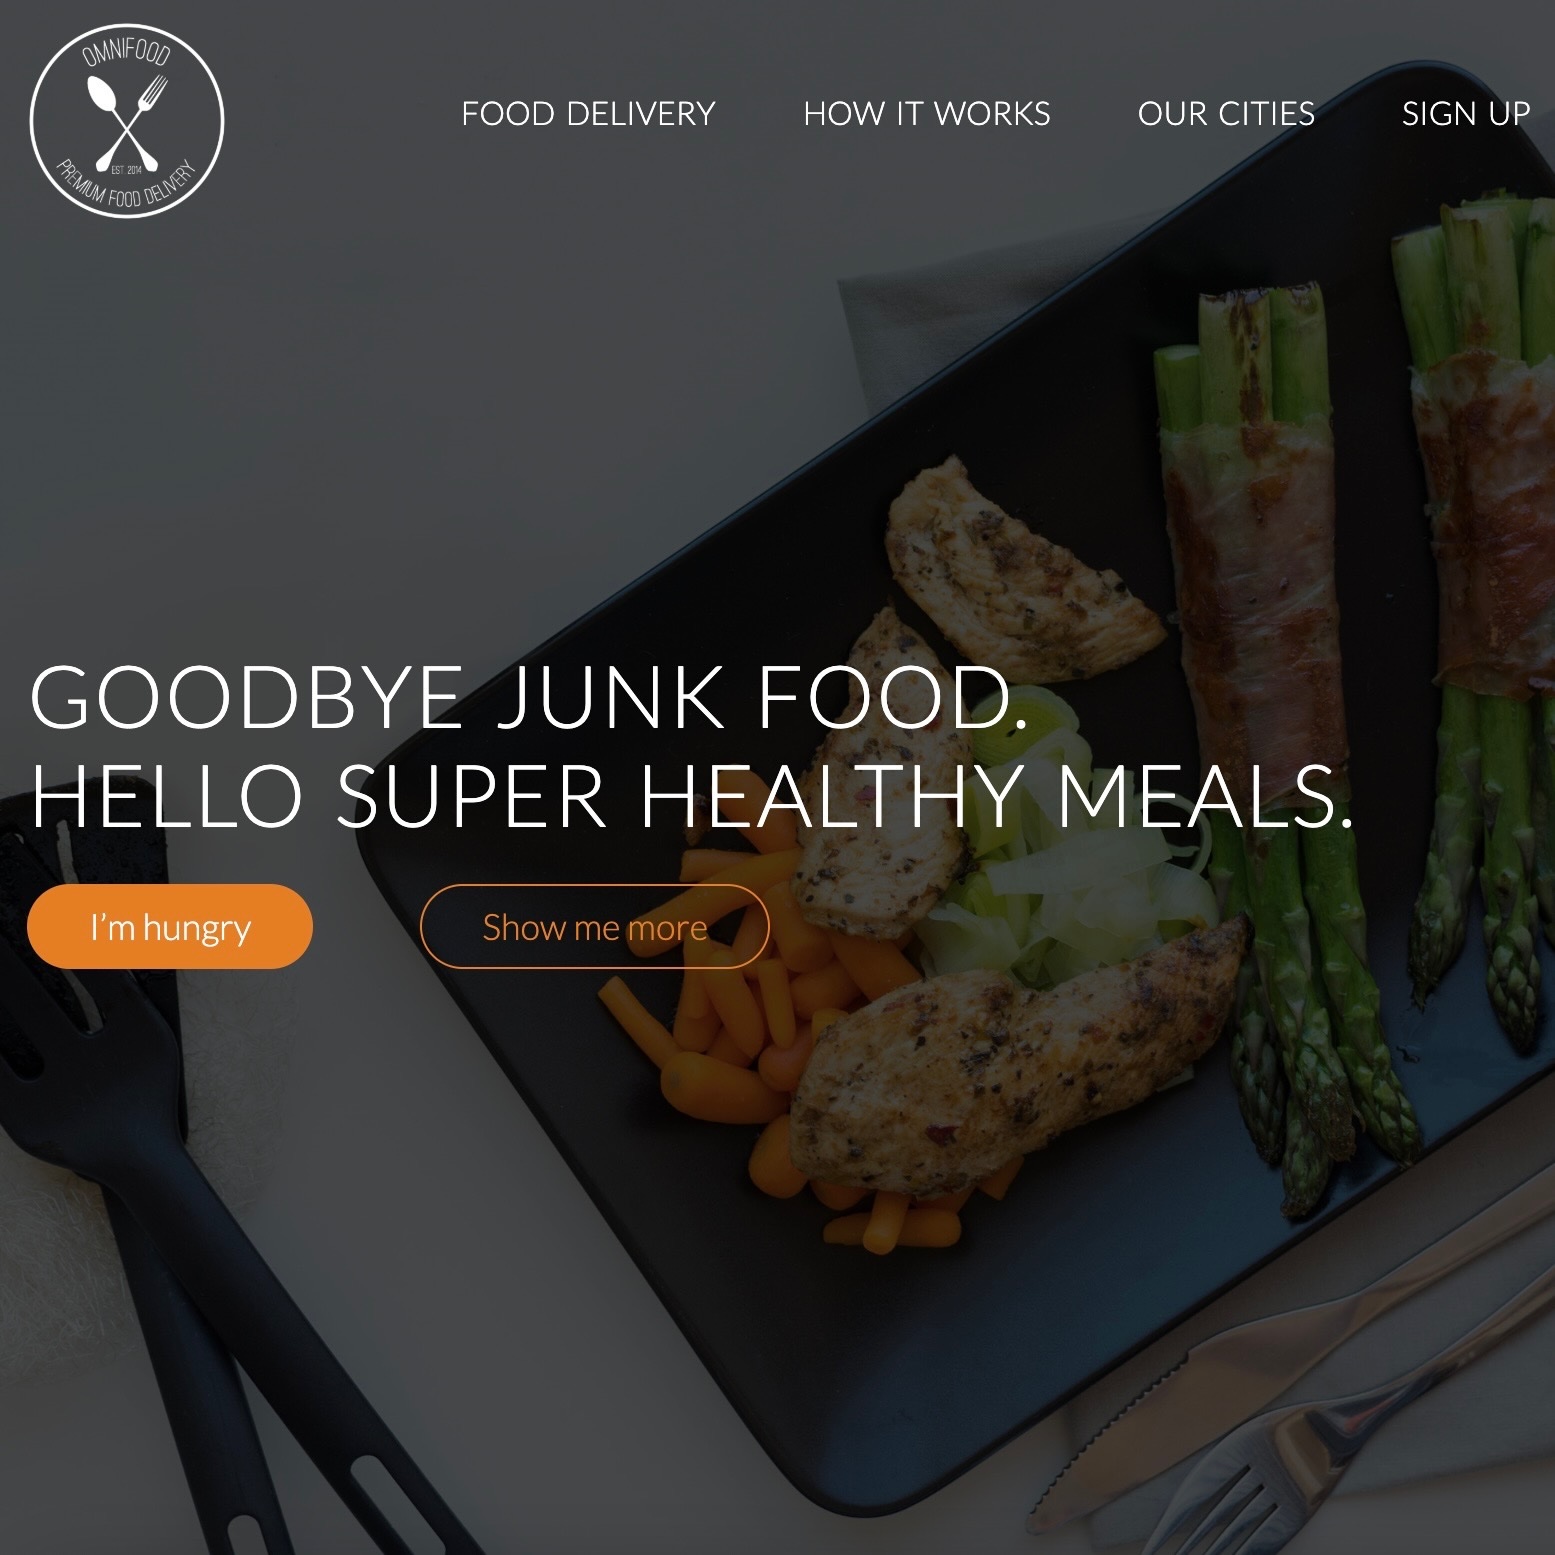 OMNIFOOD
EST. 2014
PREMIUM FOOD DELIVERY
FOOD DELIVERY
HOW IT WORKS
OUR CITIES
SIGN UP
GOODBYE JUNK FOOD.
HELLO SUPER HEALTHY MEALS.
I'm hungry
Show me more